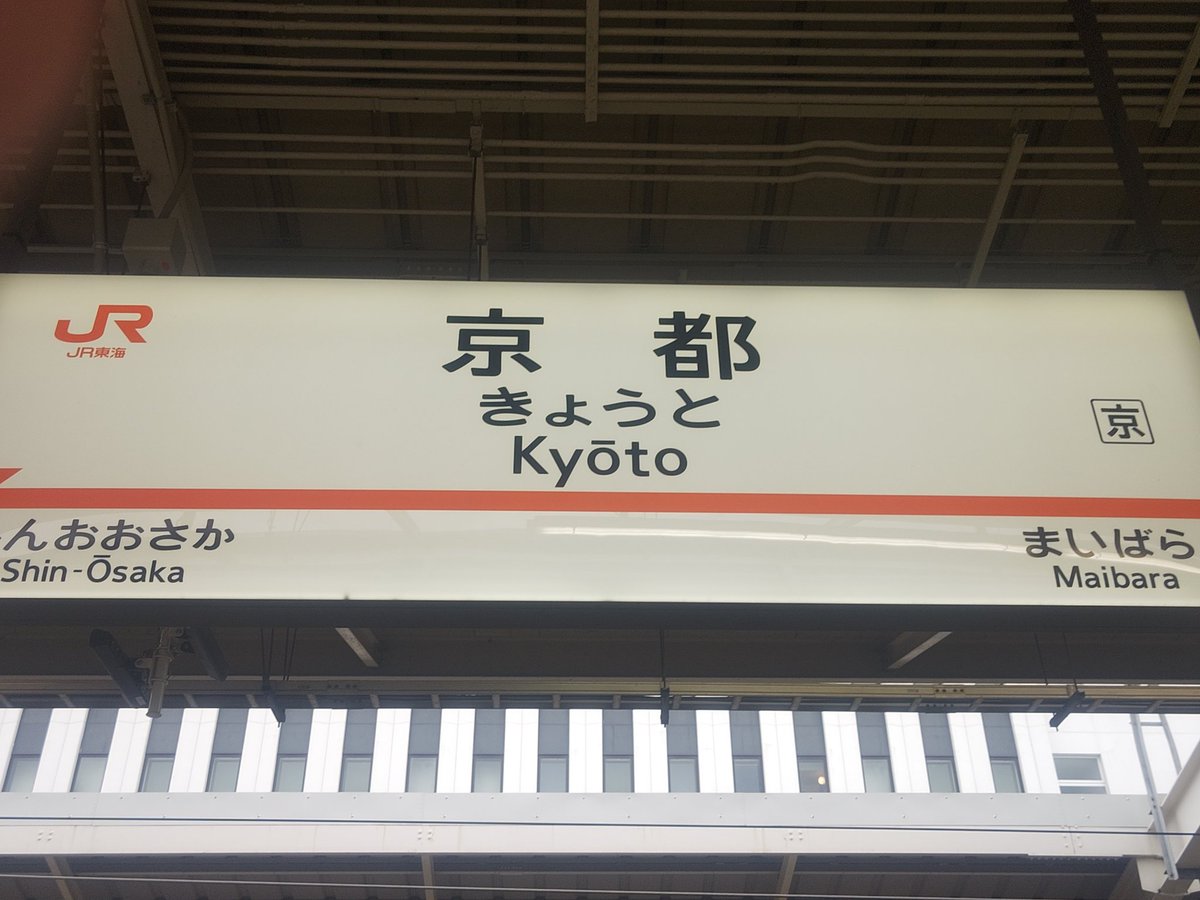 JR
JR東海
京都
きょうと
Kyōto
京
んおおさか
Shin-Ōsaka
まいばら
Maibara